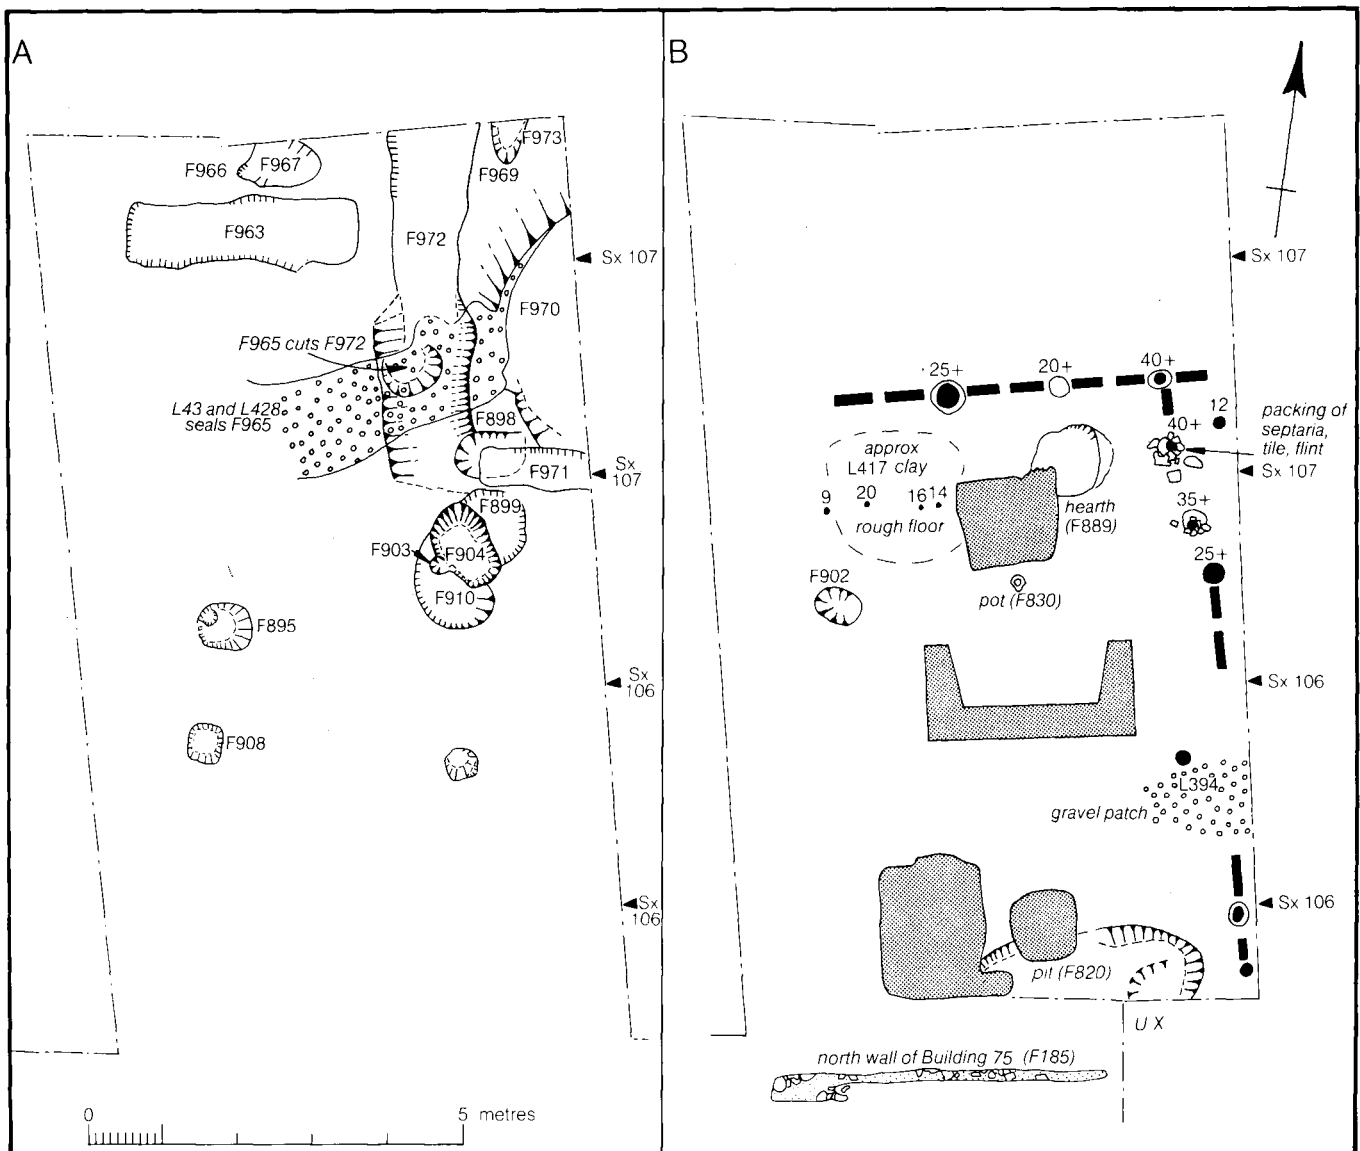 A
F966
F967
F973
F969
F963
F972
Sx 107
F970
F965 cuts F972
L43 and L428
seals F965
F898
F971
Sx
107
F899
F903
F904
F910
F895
Sx
106
F908
Sx
106
0 5 metres
B
Sx 107
25+
20+
40+
12
packing of
septaria,
tile, flint
40+
approx
L417 clay
Sx 107
9 20 16 14
rough floor
hearth
(F889)
35+
25+
F902
pot (F830)
Sx 106
L394
gravel patch
Sx 106
pit (F820)
U X
north wall of Building 75 (F185)